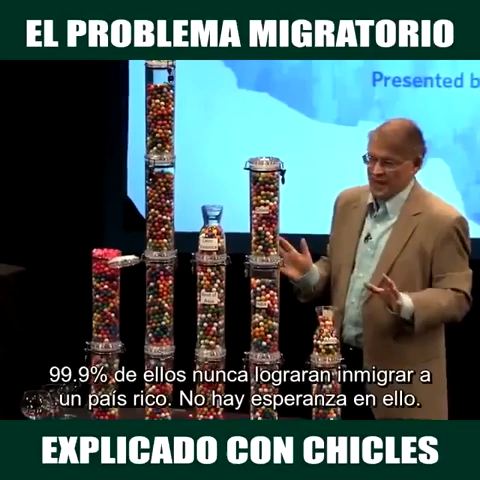 EL PROBLEMA MIGRATORIO
Presented b
99.9% de ellos nunca lograran inmigrar a
un país rico. No hay esperanza en ello.
EXPLICADO CON CHICLES